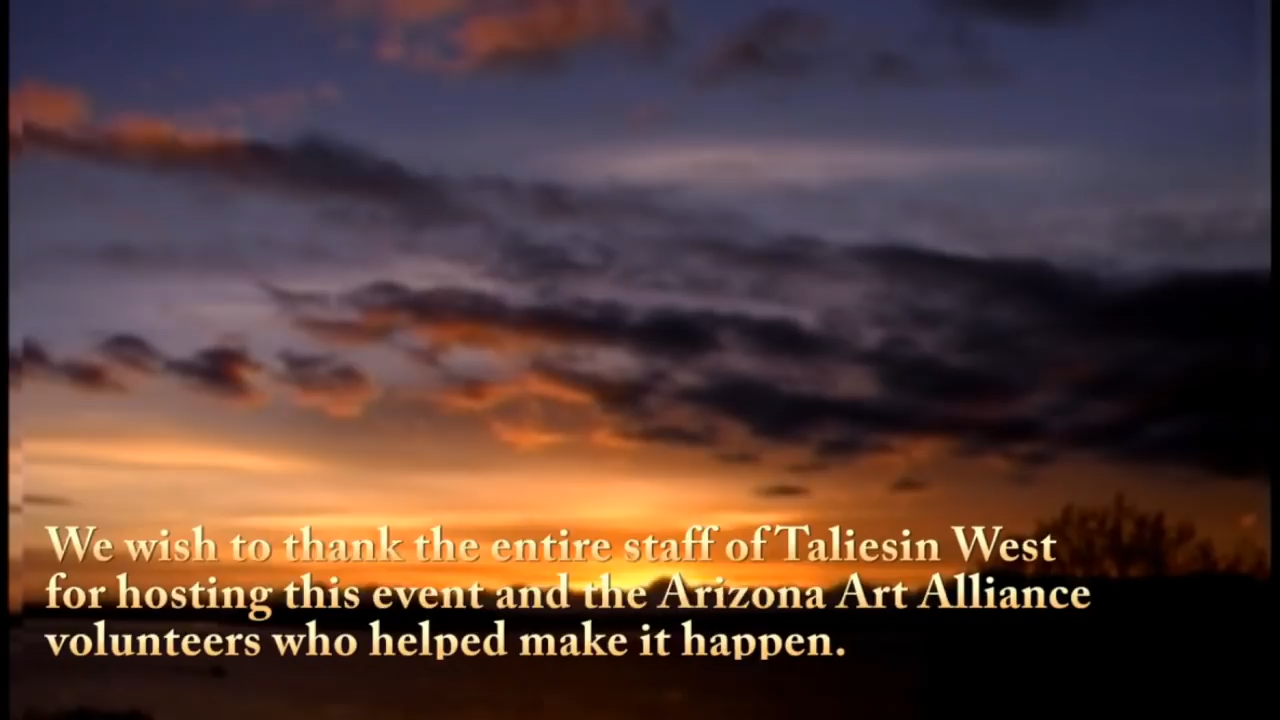 We wish to thank the entire staff of Taliesin West
for hosting this event and the Arizona Art Alliance
volunteers who helped make it happen.